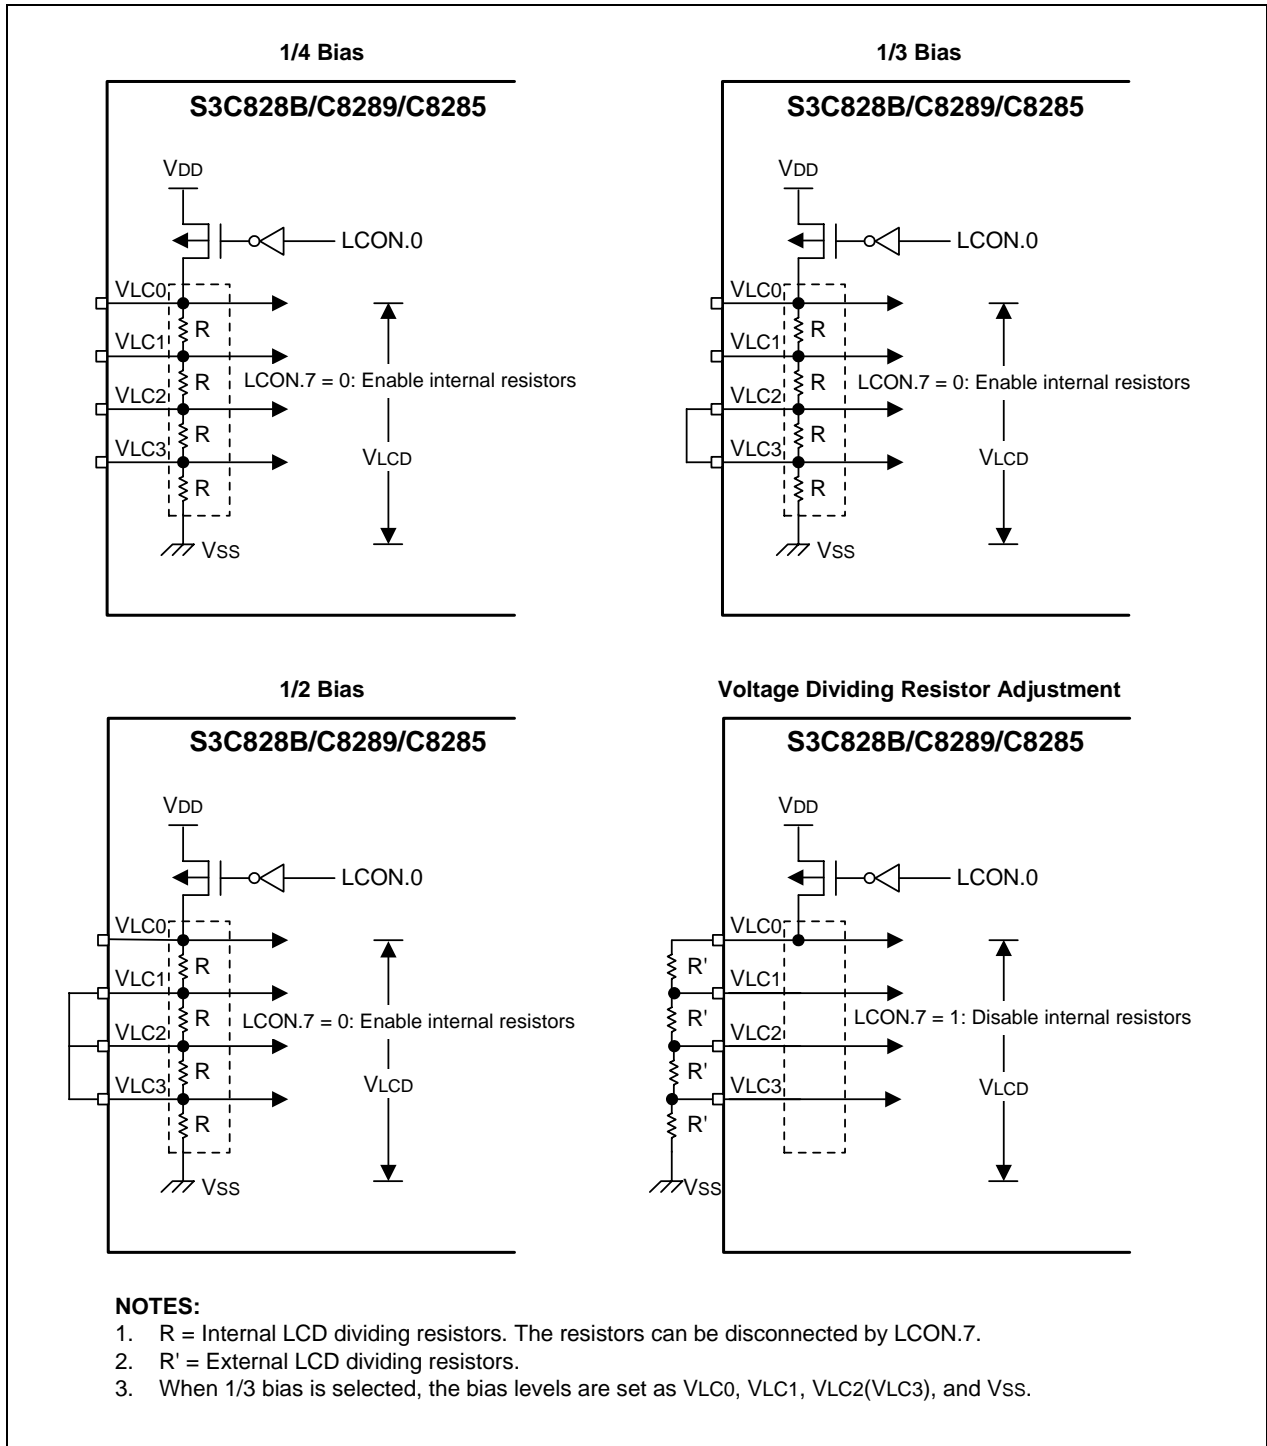 1/4 Bias
S3C828B/C8289/C8285
VDD
LCON.0
VLC0
R
VLC1
R
LCON.7 = 0: Enable internal resistors
VLC2
R
VLC3
VLCD
R
VSS
1/3 Bias
S3C828B/C8289/C8285
VDD
LCON.0
VLC0
R
VLC1
R
LCON.7 = 0: Enable internal resistors
VLC2
R
VLC3
VLCD
R
VSS
1/2 Bias
S3C828B/C8289/C8285
VDD
LCON.0
VLC0
R
VLC1
R
LCON.7 = 0: Enable internal resistors
VLC2
R
VLC3
VLCD
R
VSS
Voltage Dividing Resistor Adjustment
S3C828B/C8289/C8285
VDD
LCON.0
VLC0
R'
VLC1
R'
LCON.7 = 1: Disable internal resistors
VLC2
R'
VLC3
VLCD
R'
VSS
NOTES:
1. R = Internal LCD dividing resistors. The resistors can be disconnected by LCON.7.
2. R' = External LCD dividing resistors.
3. When 1/3 bias is selected, the bias levels are set as VLC0, VLC1, VLC2(VLC3), and VSS.